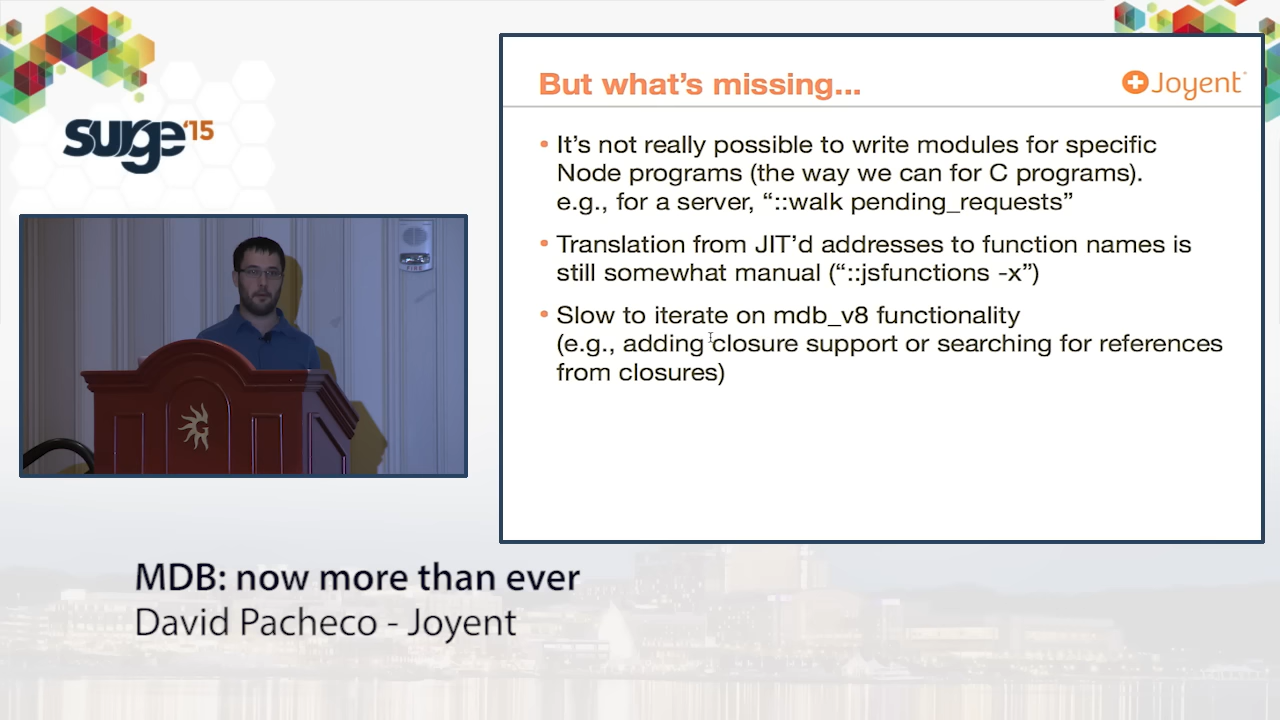 surge '15
But what's missing...
Joyent
• It's not really possible to write modules for specific
Node programs (the way we can for C programs).
e.g., for a server, “::walk pending_requests”
• Translation from JIT'd addresses to function names is
still somewhat manual (“::jsfunctions -x”)
• Slow to iterate on mdb_v8 functionality
(e.g., adding closure support or searching for references
from closures)
FIRE
MDB: now more than ever
David Pacheco - Joyent